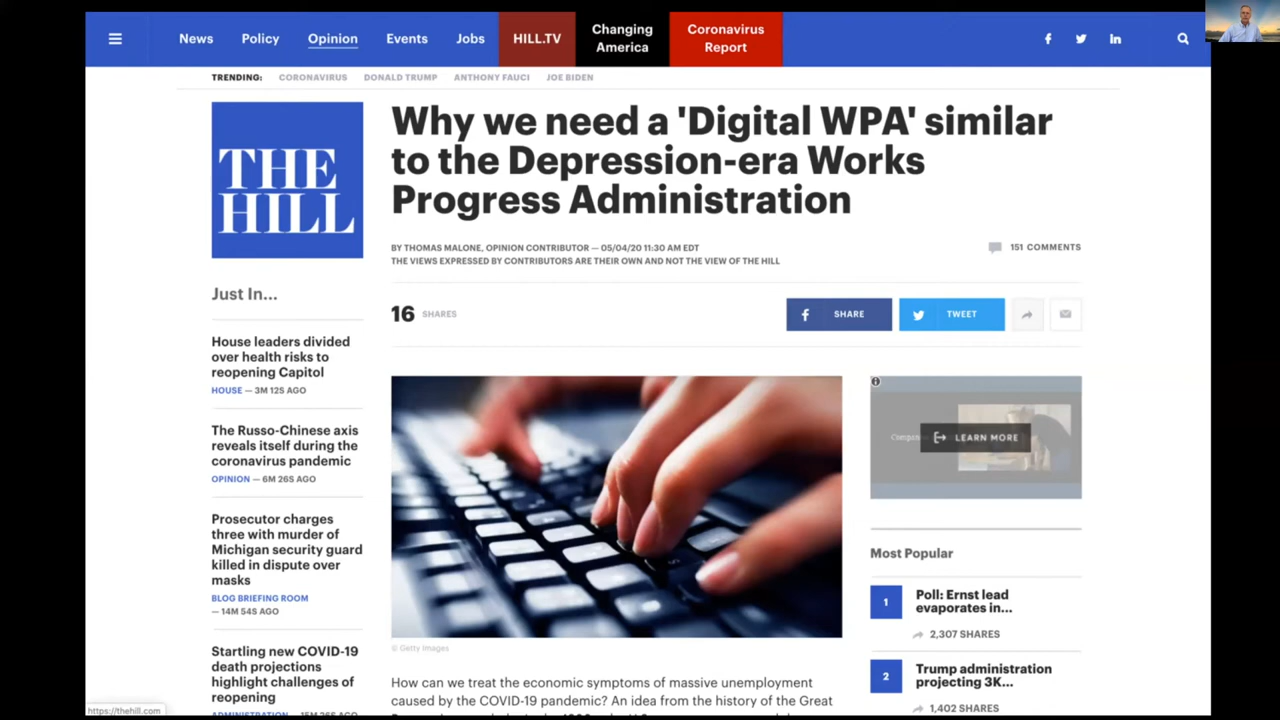 News
Policy
Opinion
Events
Jobs
HILL.TV
Changing
America
Coronavirus
Report
TRENDING:
CORONAVIRUS
DONALD TRUMP
ANTHONY FAUCI
JOE BIDEN
THE
HILL
Why we need a 'Digital WPA' similar
to the Depression-era Works
Progress Administration
BY THOMAS MALONE, OPINION CONTRIBUTOR — 05/04/20 11:30 AM EDT
THE VIEWS EXPRESSED BY CONTRIBUTORS ARE THEIR OWN AND NOT THE VIEW OF THE HILL
151 COMMENTS
16 SHARES
SHARE
TWEET
Just In...
House leaders divided
over health risks to
reopening Capitol
HOUSE — 3M 12S AGO
The Russo-Chinese axis
reveals itself during the
coronavirus pandemic
OPINION — 6M 26S AGO
Prosecutor charges
three with murder of
Michigan security guard
killed in dispute over
masks
BLOG BRIEFING ROOM
— 14M 54S AGO
Startling new COVID-19
death projections
highlight challenges of
reopening
ADMINISTRATION — 15M 26S AGO
https://thehill.com
© Getty Images
How can we treat the economic symptoms of massive unemployment
caused by the COVID-19 pandemic? An idea from the history of the Great
LEARN MORE
Most Popular
1
Poll: Ernst lead
evaporates in...
2,307 SHARES
2
Trump administration
projecting 3K...
1,402 SHARES